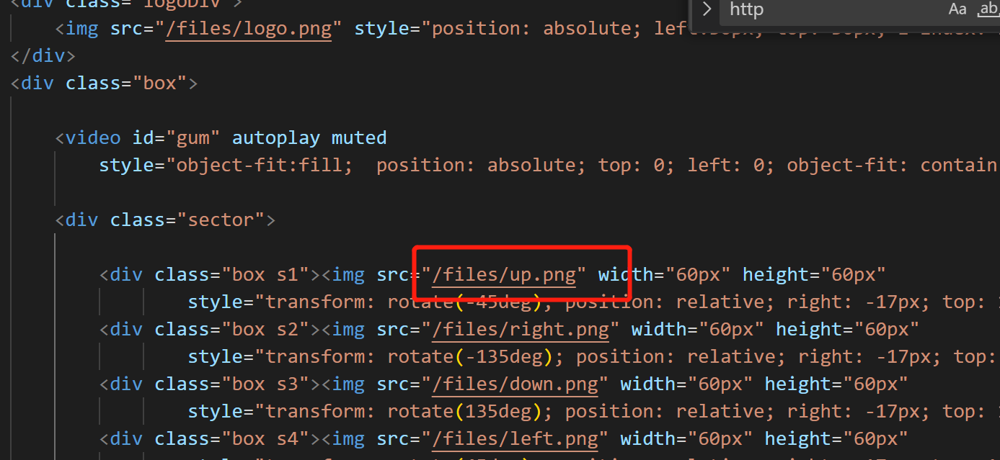 <div class="logoDiv">
http
Aa
ab
<img src="/files/logo.png" style="position: absolute; left:
</div>
<div class="box">
<video id="gum" autoplay muted
style="object-fit:fill;  position: absolute; top: 0; left: 0; object-fit: contain
<div class="sector">
<div class="box s1"><img src="/files/up.png" width="60px" height="60px"
style="transform: rotate(-45deg); position: relative; right: -17px; top:
<div class="box s2"><img src="/files/right.png" width="60px" height="60px"
style="transform: rotate(-135deg); position: relative; right: -17px; top:
<div class="box s3"><img src="/files/down.png" width="60px" height="60px"
style="transform: rotate(135deg); position: relative; right: -17px; top:
<div class="box s4"><img src="/files/left.png" width="60px" height="60px"